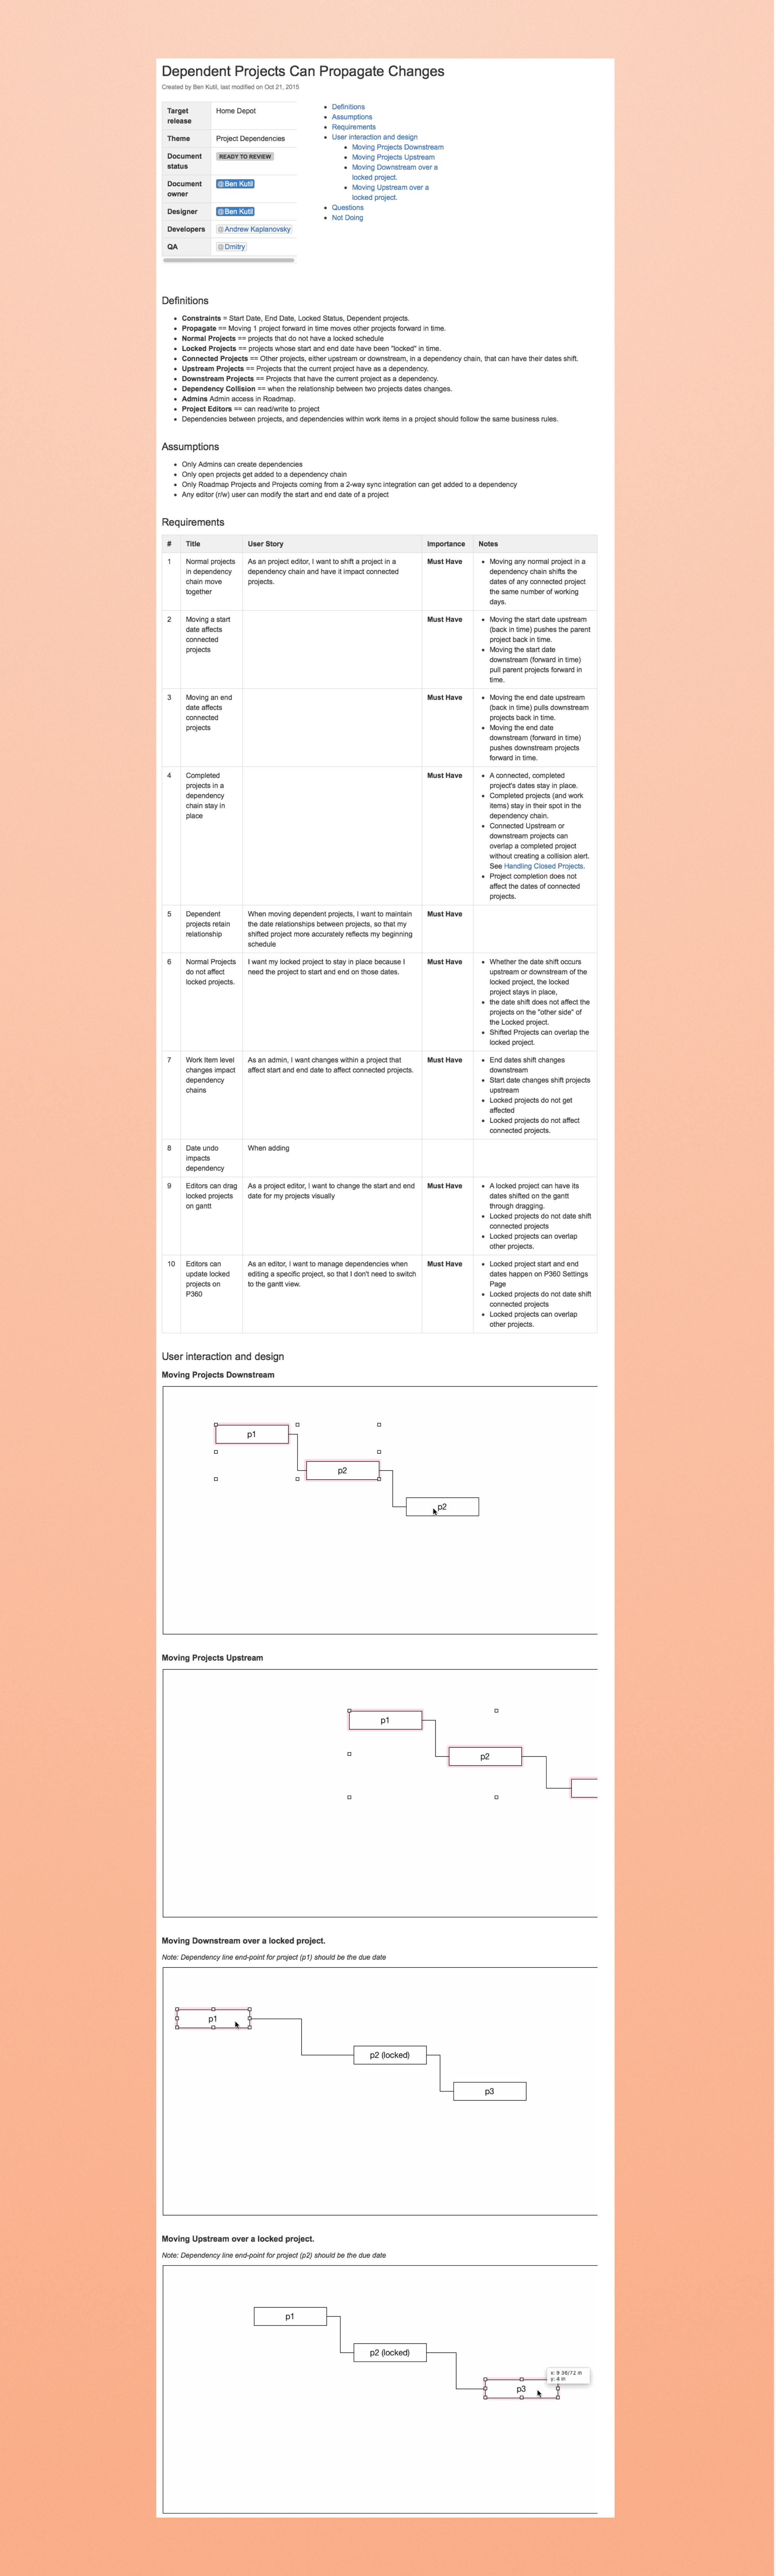 Dependent Projects Can Propagate Changes
Created by Ben Kutil, last modified on Oct 21, 2015
Target
release
Home Depot
Theme
Project Dependencies
Document
status
READY TO REVIEW
Document
owner
@Ben Kutil
Designer
@Ben Kutil
Developers
@Andrew Kaplanovsky
QA
@Dmitry
• Definitions
• Assumptions
• Requirements
• User interaction and design
• Moving Projects Downstream
• Moving Projects Upstream
• Moving Downstream over a
locked project.
• Moving Upstream over a
locked project.
• Questions
• Not Doing
Definitions
• Constraints = Start Date, End Date, Locked Status, Dependent projects.
• Propagate == Moving 1 project forward in time moves other projects forward in time.
• Normal Projects == projects that do not have a locked schedule
• Locked Projects == projects whose start and end date have been "locked" in time.
• Connected Projects == Other projects, either upstream or downstream, in a dependency chain, that can have their dates shift.
• Upstream Projects == Projects that the current project have as a dependency.
• Downstream Projects == Projects that have the current project as a dependency.
• Dependency Collision == when the relationship between two projects dates changes.
• Admins Admin access in Roadmap.
• Project Editors == can read/write to project
• Dependencies between projects, and dependencies within work items in a project should follow the same business rules.
Assumptions
• Only Admins can create dependencies
• Only open projects get added to a dependency chain
• Only Roadmap Projects and Projects coming from a 2-way sync integration can get added to a dependency
• Any editor (r/w) user can modify the start and end date of a project
Requirements
# Title User Story Importance Notes
1
Normal projects
in dependency
chain move
together
As an project editor, I want to shift a project in a
dependency chain and have it impact connected
projects.
Must Have
• Moving any normal project in a
dependency chain shifts the
dates of any connected project
the same number of working
days.
2
Moving a start
date affects
connected
projects
Must Have
• Moving the start date upstream
(back in time) pushes the parent
project back in time.
• Moving the start date
downstream (forward in time)
pull parent projects forward in
time.
3
Moving an end
date affects
connected
projects
Must Have
• Moving the end date upstream
(back in time) pulls downstream
projects back in time.
• Moving the end date
downstream (forward in time)
pushes downstream projects
forward in time.
4
Completed
projects in a
dependency
chain stay in
place
Must Have
• A connected, completed
project's dates stay in place.
• Completed projects (and work
items) stay in their spot in the
dependency chain.
• Connected Upstream or
downstream projects can
overlap a completed project
without creating a collision alert.
See Handling Closed Projects.
• Project completion does not
affect the dates of connected
projects.
5
Dependent
projects retain
relationship
When moving dependent projects, I want to maintain
the date relationships between projects, so that my
shifted project more accurately reflects my beginning
schedule
Must Have
6
Normal Projects
do not affect
locked projects.
I want my locked project to stay in place because I
need the project to start and end on those dates.
Must Have
• Whether the date shift occurs
upstream or downstream of the
locked project, the locked
project stays in place,
• the date shift does not affect the
projects on the "other side" of
the Locked project.
• Shifted Projects can overlap the
locked project.
7
Work Item level
changes impact
dependency
chains
As an admin, I want changes within a project that
affect start and end date to affect connected projects.
Must Have
• End dates shift changes
downstream
• Start date changes shift projects
upstream
• Locked projects do not get
affected
• Locked projects do not affect
connected projects.
8
Date undo
impacts
dependency
When adding
9
Editors can drag
locked projects
on gantt
As a project editor, I want to change the start and end
date for my projects visually
Must Have
• A locked project can have its
dates shifted on the gantt
through dragging.
• Locked projects do not date shift
connected projects
• Locked projects can overlap
other projects.
10
Editors can
update locked
projects on
P360
As an editor, I want to manage dependencies when
editing a specific project, so that I don't need to switch
to the gantt view.
Must Have
• Locked project start and end
dates happen on P360 Settings
Page
• Locked projects do not date shift
connected projects
• Locked projects can overlap
other projects.
User interaction and design
Moving Projects Downstream
p1
p2
p2
Moving Projects Upstream
p1
p2
Moving Downstream over a locked project.
Note: Dependency line end-point for project (p1) should be the due date
p1
p2 (locked)
p3
Moving Upstream over a locked project.
Note: Dependency line end-point for project (p2) should be the due date
p1
p2 (locked)
x: 9 36/72 in
y: 4 in
p3